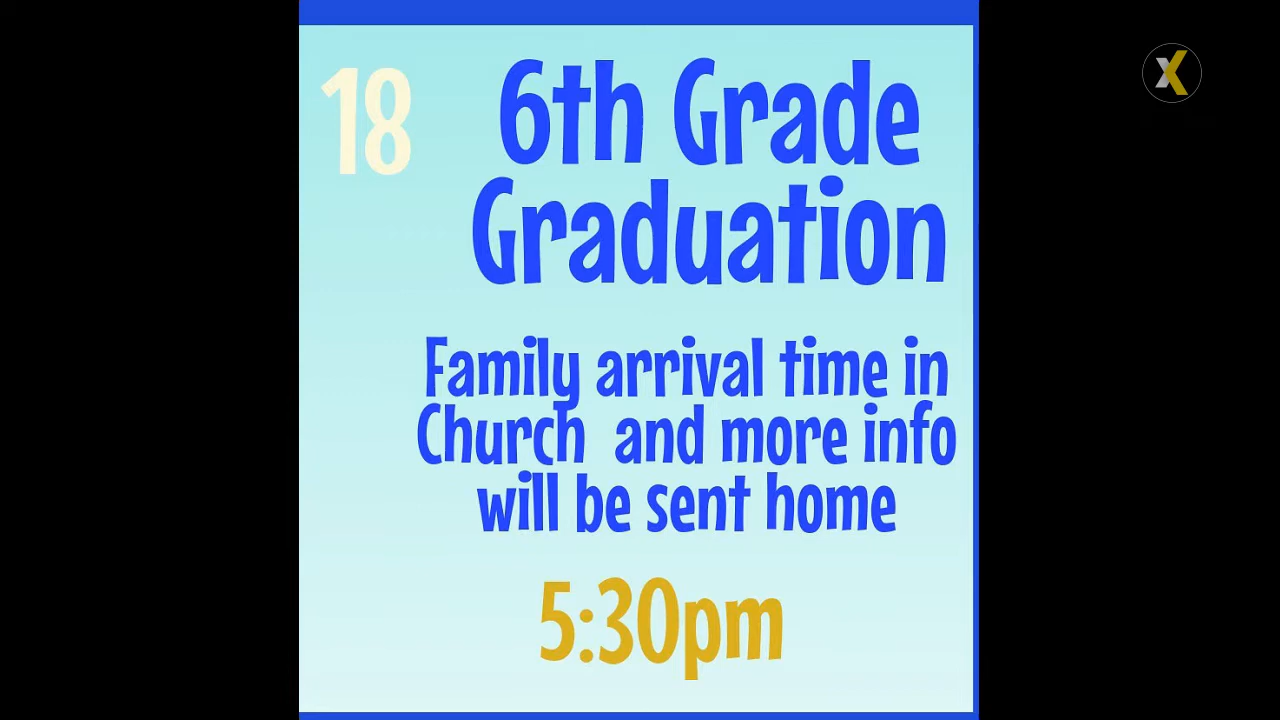 18
6th Grade
Graduation
Family arrival time in
Church and more info
will be sent home
5:30pm
X